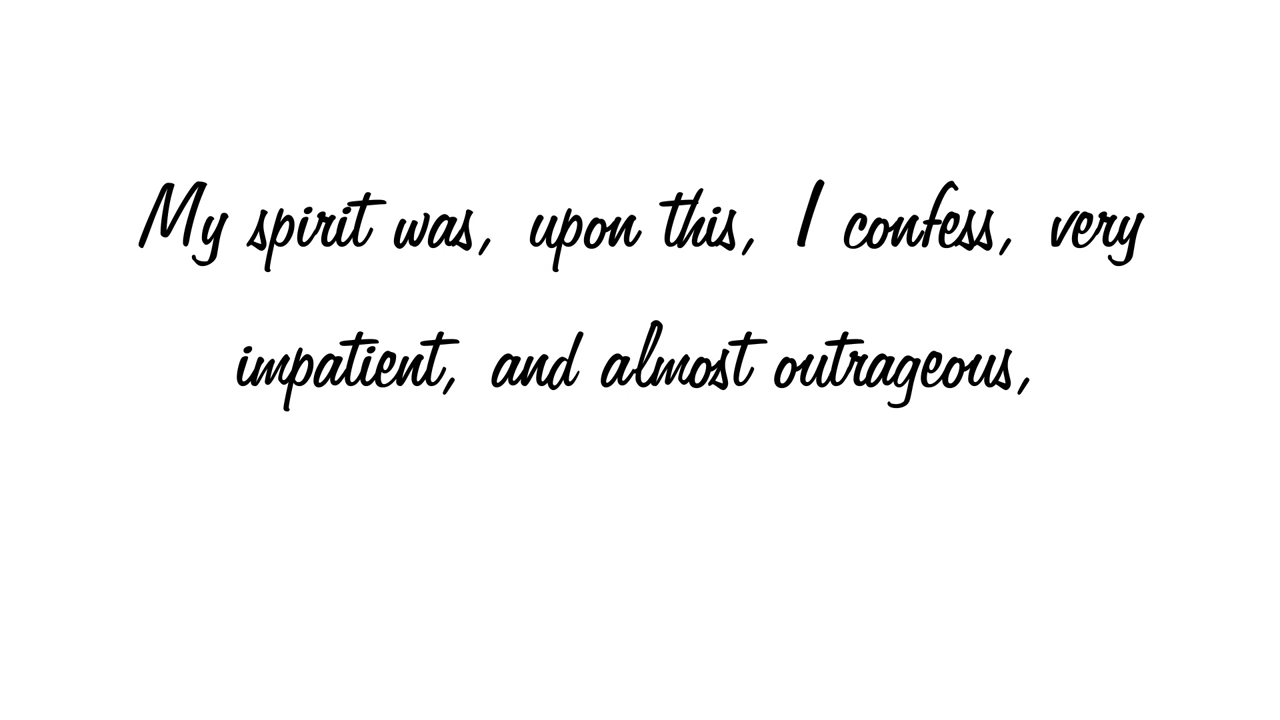 My spirit was, upon this, I confess, very
impatient, and almost outrageous,